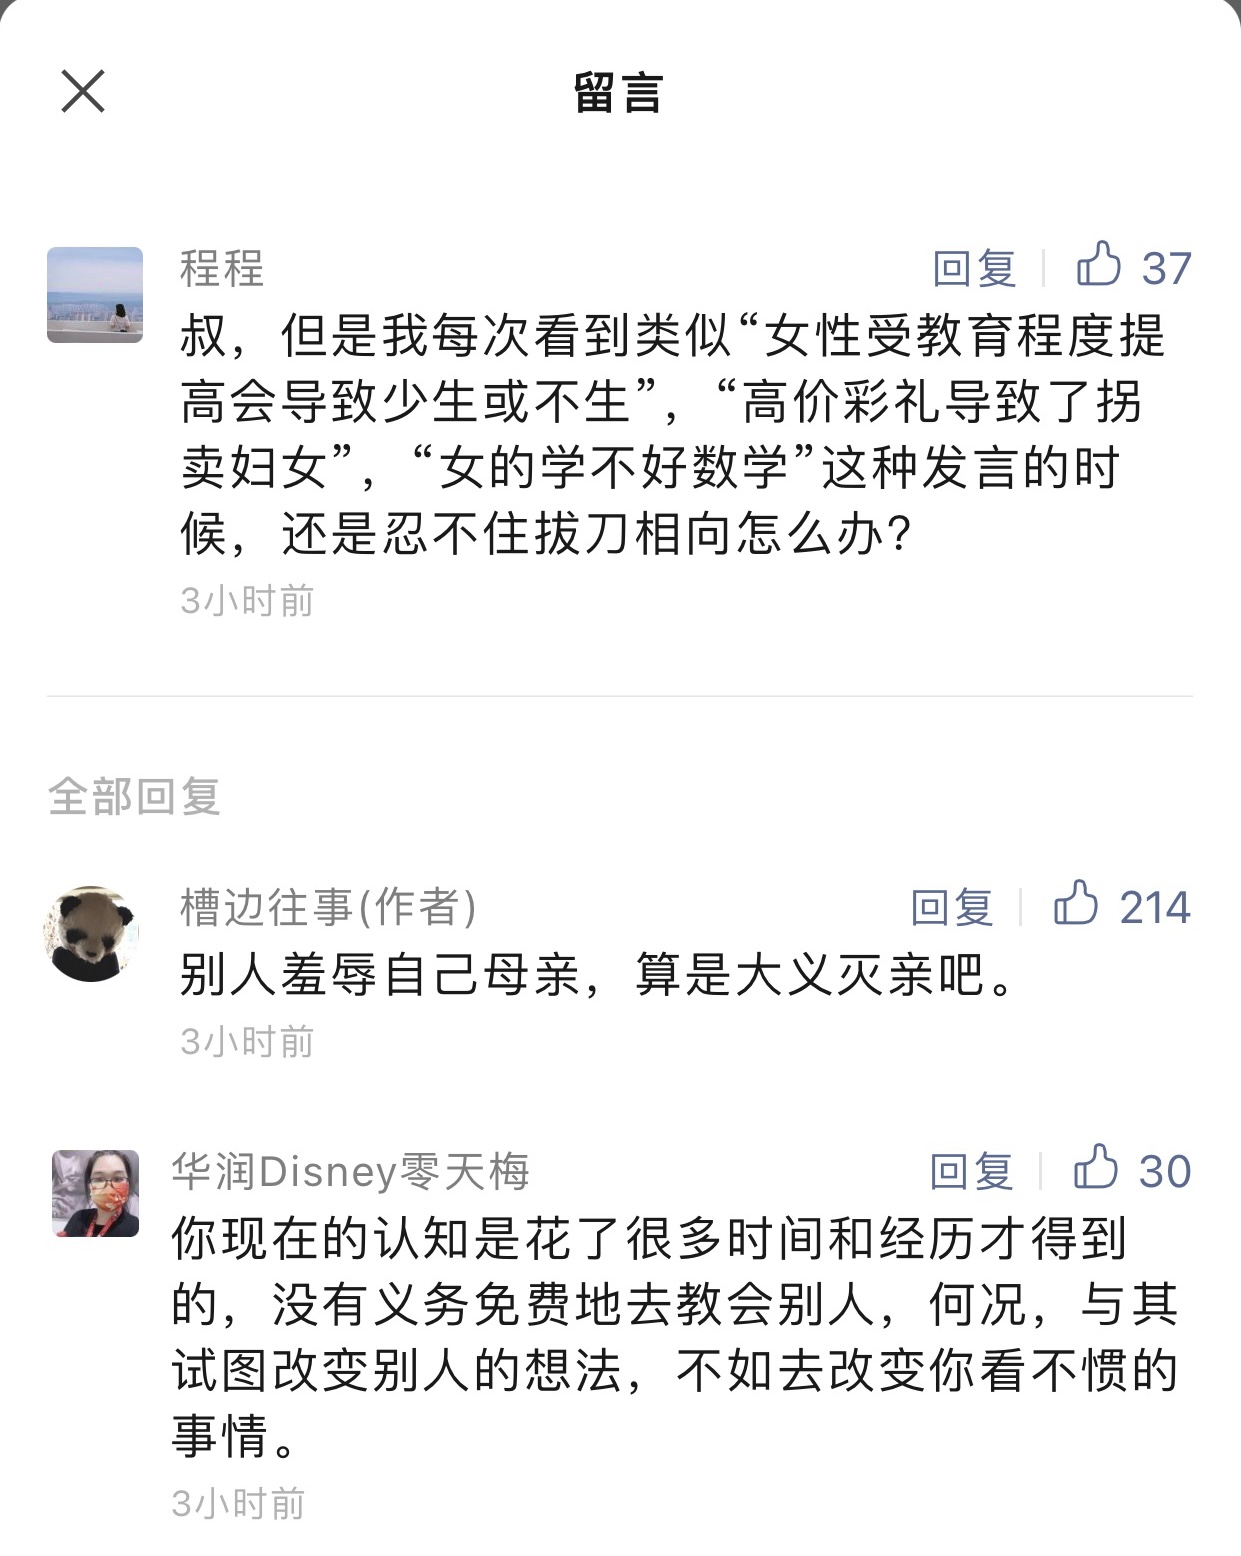 留言
程程
回复 37
叔，但是我每次看到类似“女性受教育程度提
高会导致少生或不生”，“高价彩礼导致了拐
卖妇女”，“女的学不好数学”这种发言的时
候，还是忍不住拔刀相向怎么办？
3小时前
全部回复
槽边往事(作者)
回复 214
别人羞辱自己母亲，算是大义灭亲吧。
3小时前
华润Disney零天梅
回复 30
你现在的认知是花了很多时间和经历才得到
的，没有义务免费地去教会别人，何况，与其
试图改变别人的想法，不如去改变你看不惯的
事情。
3小时前